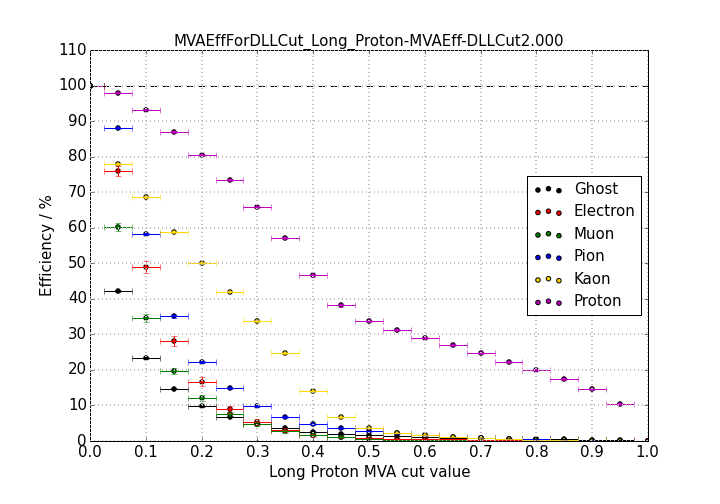 MVAEffForDLLCut_Long_Proton-MVAEff-DLLCut2.000
110
100
90
80
70
60
50
40
30
20
10
0
Efficiency / %
Ghost
Electron
Muon
Pion
Kaon
Proton
0.0 0.1 0.2 0.3 0.4 0.5 0.6 0.7 0.8 0.9 1.0
Long Proton MVA cut value